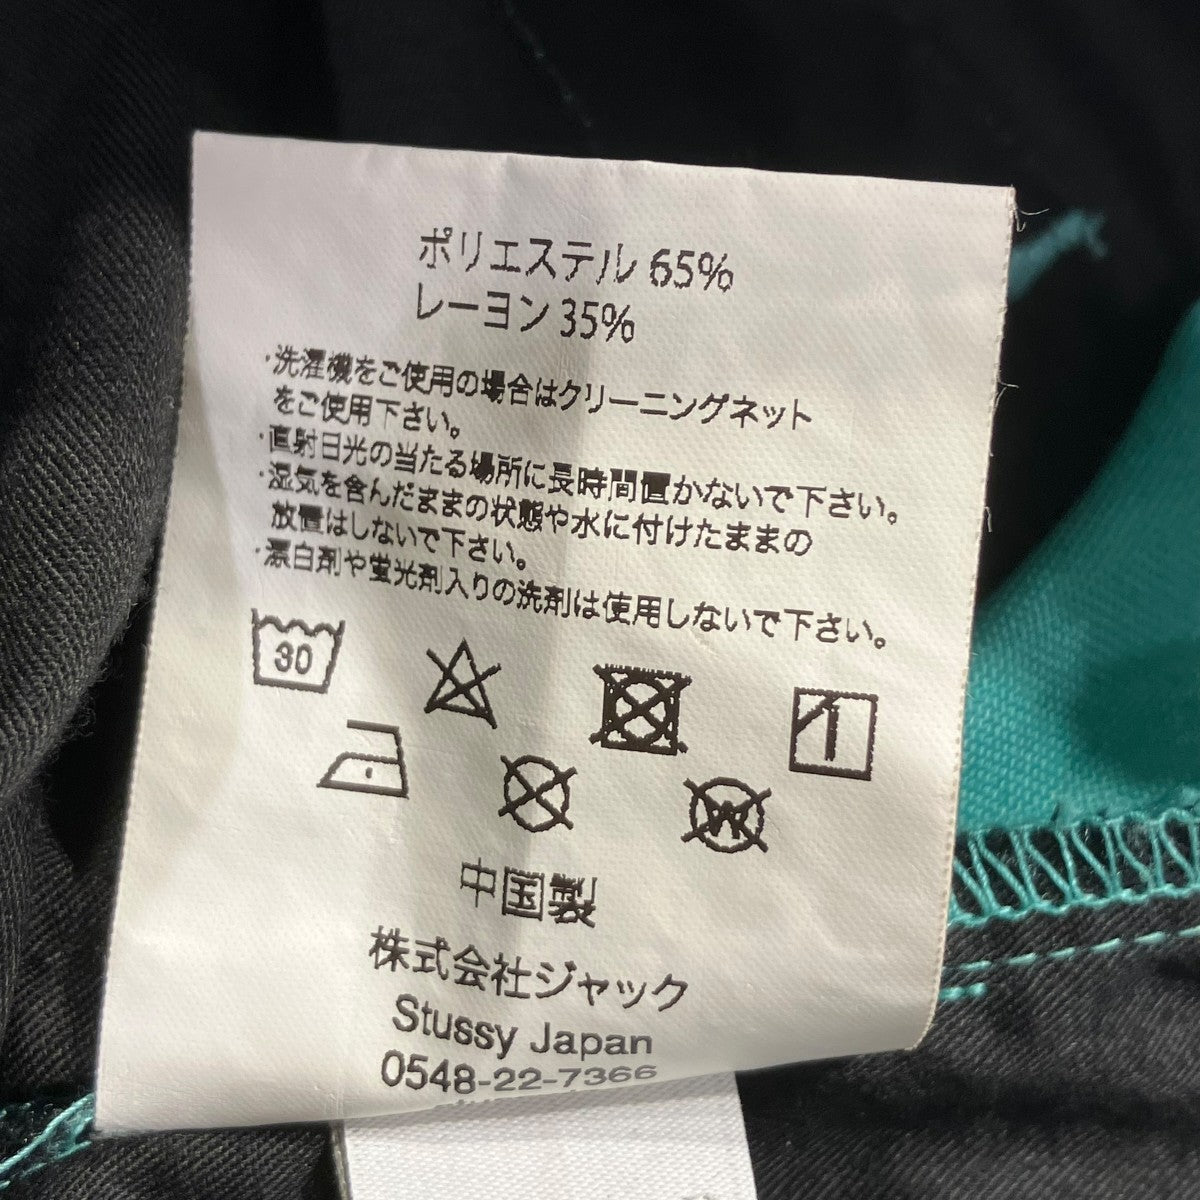 ポリエステル 65%
レーヨン 35%
・洗濯機をご使用の場合はクリーニングネット
をご使用下さい。
・直射日光の当たる場所に長時間置かないで下さい。
・湿気を含んだままの状態や水に付けたままの
放置はしないで下さい。
・漂白剤や蛍光剤入りの洗剤は使用しないで下さい。
30
中国製
株式会社ジャック
Stussy Japan
0548-22-7366